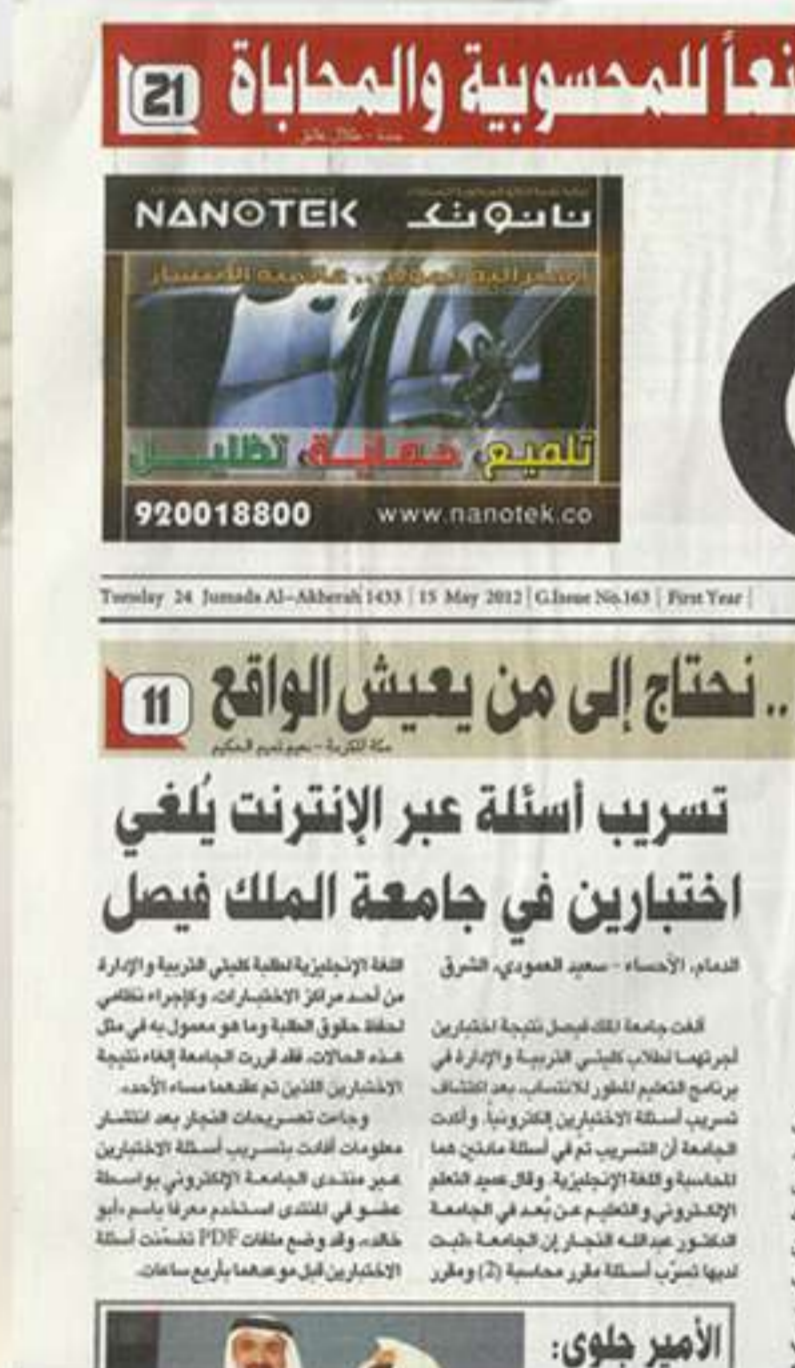 نعاً للمحسوبية والمحاباة
21
جدة - طلال عاتق
NANOTEK نانوتك
تلميع، حماية، تظليل
920018800 www.nanotek.co
Tuesday 24 Jumada Al-Akherah 1433 | 15 May 2012 | G.Issue No.163 | First Year |
.. نحتاج إلى من يعيش الواقع
11
مكة المكرمة - نعيم تميم الحكيم
تسريب أسئلة عبر الإنترنت يُلغي
اختبارين في جامعة الملك فيصل
الدمام، الأحساء - سعيد العمودي، الشرق
ألغت جامعة الملك فيصل نتيجة اختبارين
أجرتهما لطلاب كليتي التربية والإدارة في
برنامج التعليم المطور للانتساب، بعد اكتشاف
تسريب أسئلة الاختبارين إلكترونياً. وأكدت
الجامعة أن التسريب تم في أسئلة مادتين هما
المحاسبة واللغة الإنجليزية. وقال عميد التعلم
الإلكتروني والتعليم عن بُعد في الجامعة
الدكتور عبدالله النجار إن الجامعة «ثبت
لديها تسرّب أسئلة مقرر محاسبة (2) ومقرر
اللغة الإنجليزية لطلبة كليتي التربية والإدارة
من أحد مراكز الاختبارات، وكإجراء نظامي
لحفظ حقوق الطلبة وما هو معمول به في مثل
هذه الحالات، فقد قررت الجامعة إلغاء نتيجة
الاختبارين اللذين تم عقدهما مساء الأحد».
وجاءت تصريحات النجار بعد انتشار
معلومات أفادت بتسريب أسئلة الاختبارين
عبر منتدى الجامعة الإلكتروني بواسطة
عضو في المنتدى استخدم معرفا باسم «أبو
خالد»، وقد وضع ملفات PDF تضمّنت أسئلة
الاختبارين قبل موعدهما بأربع ساعات.
الأمير جلوي: